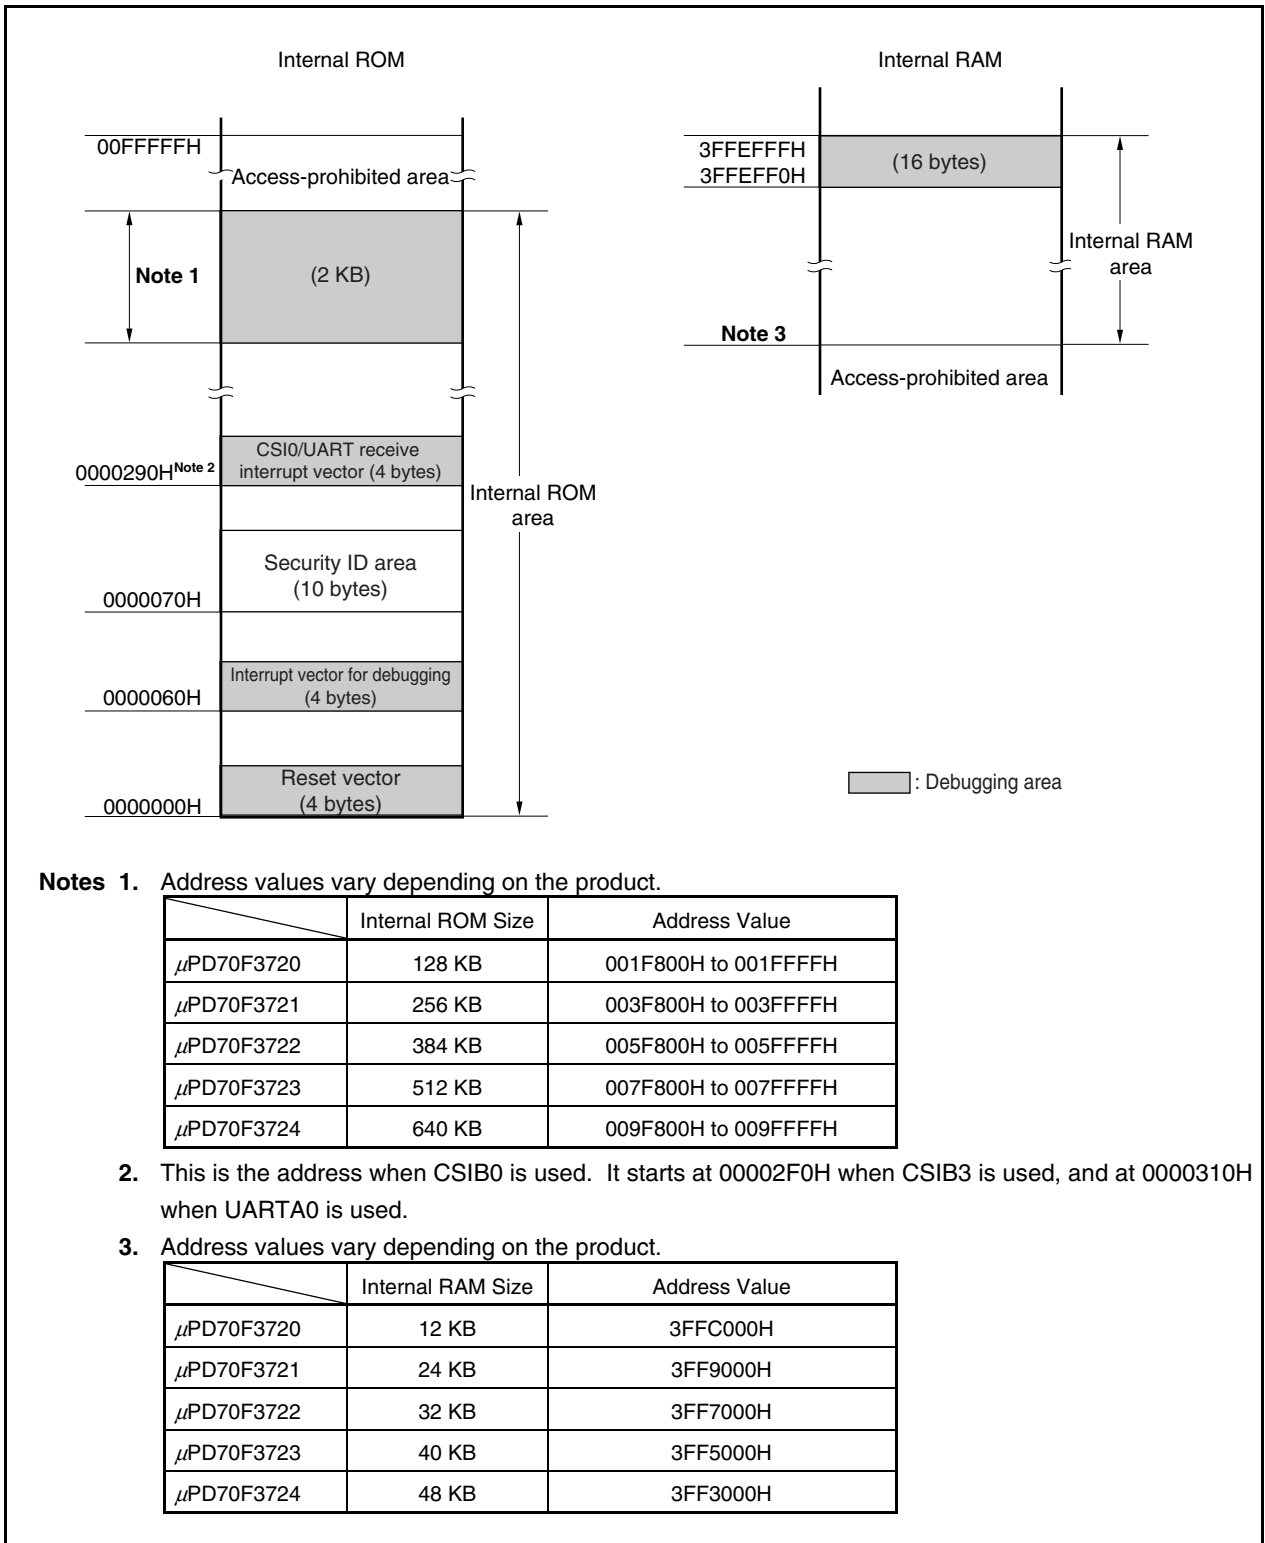 Internal ROM
00FFFFFH
Access-prohibited area
Note 1
(2 KB)
CSI0/UART receive
interrupt vector (4 bytes)
0000290H Note 2
Internal ROM
area
Security ID area
(10 bytes)
0000070H
Interrupt vector for debugging
(4 bytes)
0000060H
Reset vector
(4 bytes)
0000000H
Internal RAM
3FFEFFFH
3FFEFF0H
(16 bytes)
Internal RAM
area
Note 3
Access-prohibited area
: Debugging area
Notes 1. Address values vary depending on the product.
Internal ROM Size Address Value
μPD70F3720 128 KB 001F800H to 001FFFFH
μPD70F3721 256 KB 003F800H to 003FFFFH
μPD70F3722 384 KB 005F800H to 005FFFFH
μPD70F3723 512 KB 007F800H to 007FFFFH
μPD70F3724 640 KB 009F800H to 009FFFFH
2. This is the address when CSIB0 is used. It starts at 00002F0H when CSIB3 is used, and at 0000310H
when UARTA0 is used.
3. Address values vary depending on the product.
Internal RAM Size Address Value
μPD70F3720 12 KB 3FFC000H
μPD70F3721 24 KB 3FF9000H
μPD70F3722 32 KB 3FF7000H
μPD70F3723 40 KB 3FF5000H
μPD70F3724 48 KB 3FF3000H